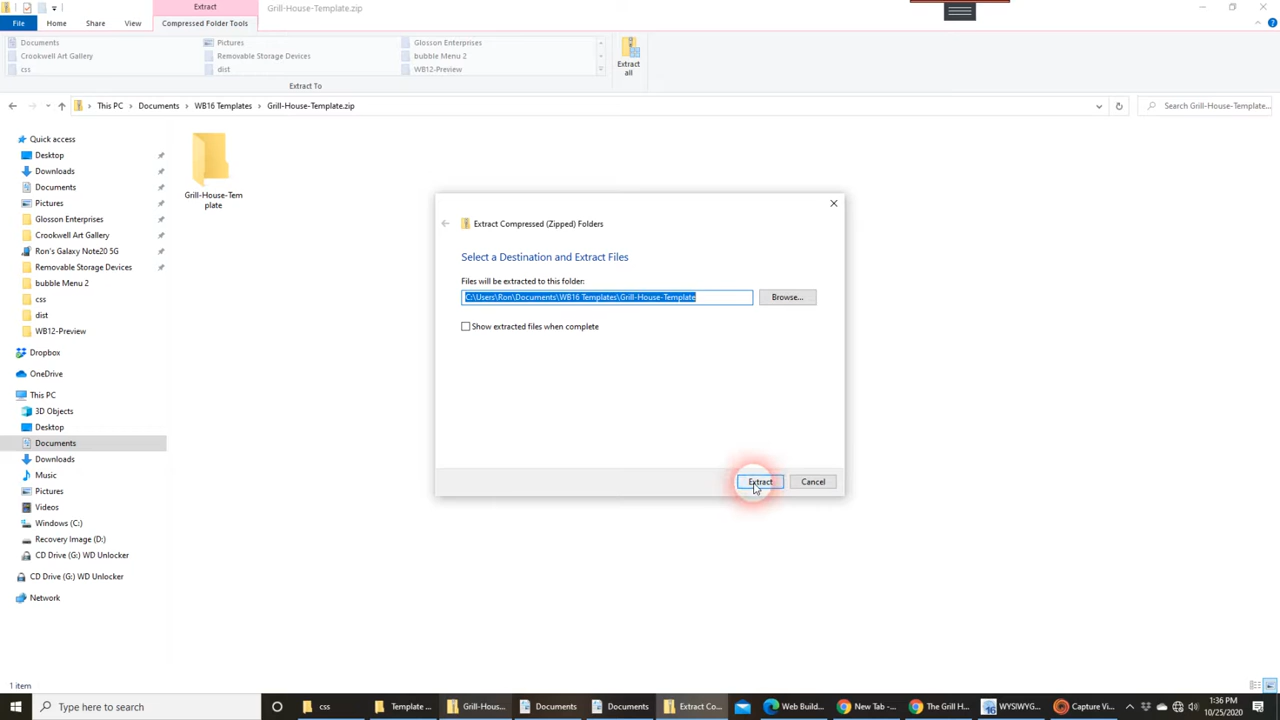 Extract
Grill-House-Template.zip
File
Home
Share
View
Compressed Folder Tools
Documents
Pictures
Glosson Enterprises
Crookwell Art Gallery
Removable Storage Devices
bubble Menu 2
css
dist
WB12-Preview
Extract all
Extract To
This PC > Documents > WB16 Templates > Grill-House-Template.zip
Search Grill-House-Template...
Quick access
Desktop
Downloads
Documents
Pictures
Glosson Enterprises
Crookwell Art Gallery
Ron's Galaxy Note20 5G
Removable Storage Devices
bubble Menu 2
css
dist
WB12-Preview
Dropbox
OneDrive
This PC
3D Objects
Desktop
Documents
Downloads
Music
Pictures
Videos
Windows (C:)
Recovery Image (D:)
CD Drive (G:) WD Unlocker
CD Drive (G:) WD Unlocker
Network
Grill-House-Tem
plate
Extract Compressed (Zipped) Folders
Select a Destination and Extract Files
Files will be extracted to this folder:
C:\Users\Ron\Documents\WB16 Templates\Grill-House-Template
Browse...
Show extracted files when complete
Extract
Cancel
1 item
Type here to search
css
Template ...
Grill-Hous...
Documents
Documents
Extract Co...
Web Build...
New Tab - ...
The Grill H...
16
WYSIWYG...
Capture Vi...
1:36 PM
10/25/2020